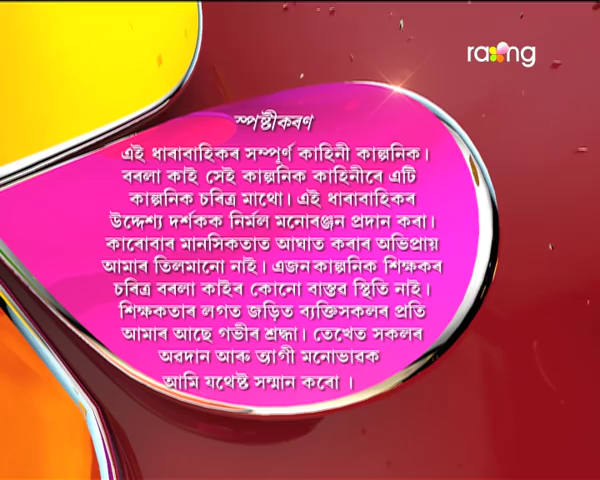 rang
স্পষ্টীকৰণ
এই ধাৰাবাহিকৰ সম্পূৰ্ণ কাহিনী কাল্পনিক।
বৰলা কাই সেই কাল্পনিক কাহিনীৰে এটি
কাল্পনিক চৰিত্ৰ মাথো। এই ধাৰাবাহিকৰ
উদ্দেশ্য দৰ্শকক নিৰ্মল মনোৰঞ্জন প্ৰদান কৰা।
কাৰোবাৰ মানসিকতাত আঘাত কৰাৰ অভিপ্ৰায়
আমাৰ তিলমানো নাই। এজন কাল্পনিক শিক্ষকৰ
চৰিত্ৰ বৰলা কাইৰ কোনো বাস্তৱ স্থিতি নাই।
শিক্ষকতাৰ লগত জড়িত ব্যক্তিসকলৰ প্ৰতি
আমাৰ আছে গভীৰ শ্ৰদ্ধা। তেখেত সকলৰ
অৱদান আৰু ত্যাগী মনোভাৱক
আমি যথেষ্ট সন্মান কৰো ।